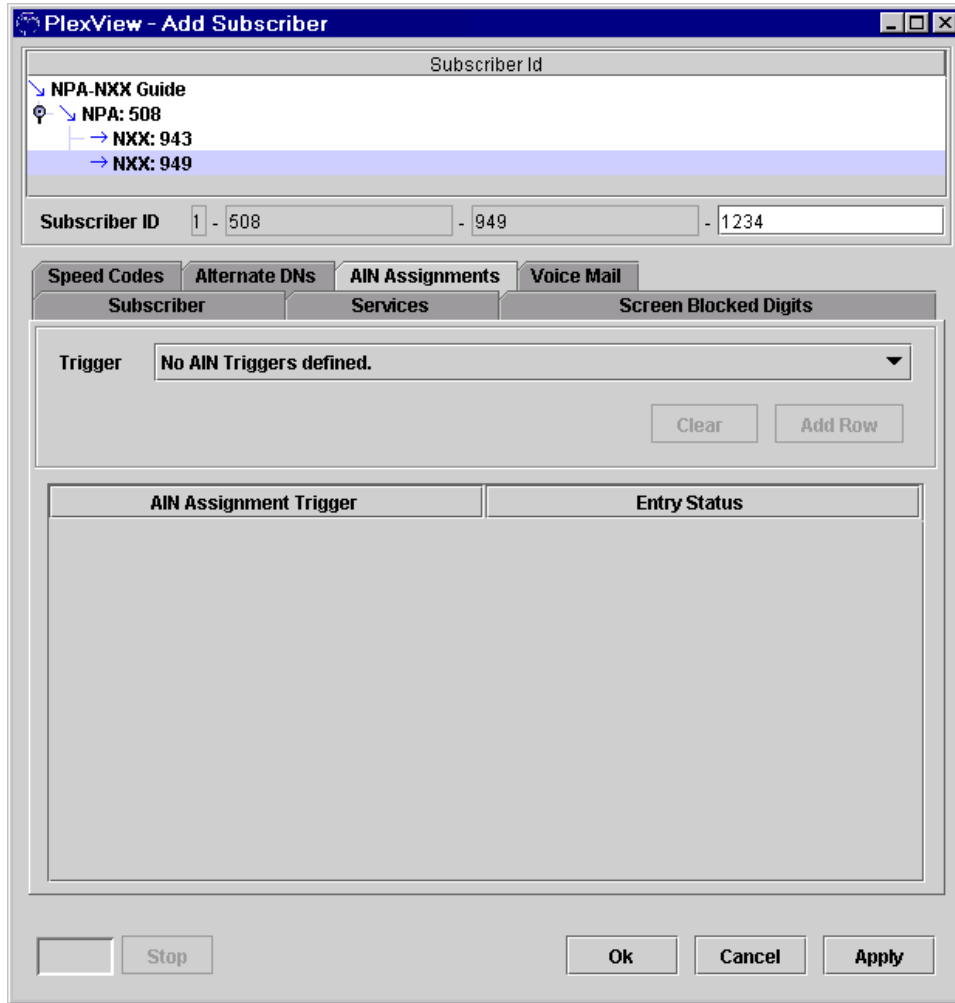 PlexView - Add Subscriber
Subscriber Id
NPA-NXX Guide
NPA: 508
NXX: 943
NXX: 949
Subscriber ID 1 - 508 - 949 - 1234
Speed Codes Alternate DNs AIN Assignments Voice Mail
Subscriber Services Screen Blocked Digits
Trigger No AIN Triggers defined.
Clear Add Row
AIN Assignment Trigger Entry Status
Stop Ok Cancel Apply